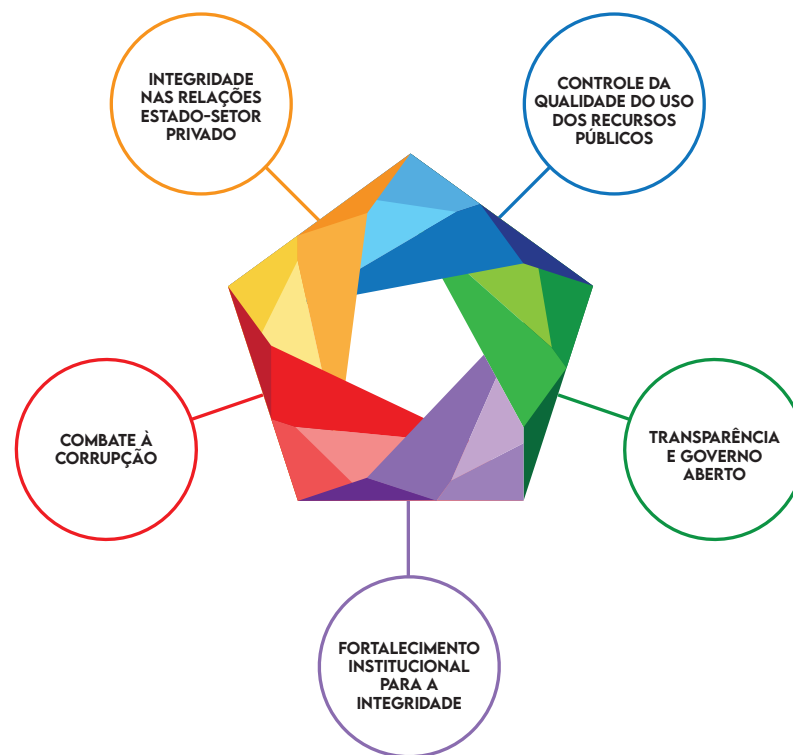 INTEGRIDADE
NAS RELAÇÕES
ESTADO-SETOR
PRIVADO
CONTROLE DA
QUALIDADE DO USO
DOS RECURSOS
PÚBLICOS
COMBATE À
CORRUPÇÃO
TRANSPARÊNCIA
E GOVERNO
ABERTO
FORTALECIMENTO
INSTITUCIONAL
PARA A
INTEGRIDADE